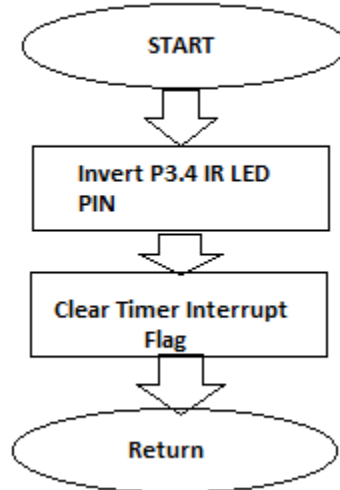 START
Invert P3.4 IR LED
PIN
Clear Timer Interrupt
Flag
Return